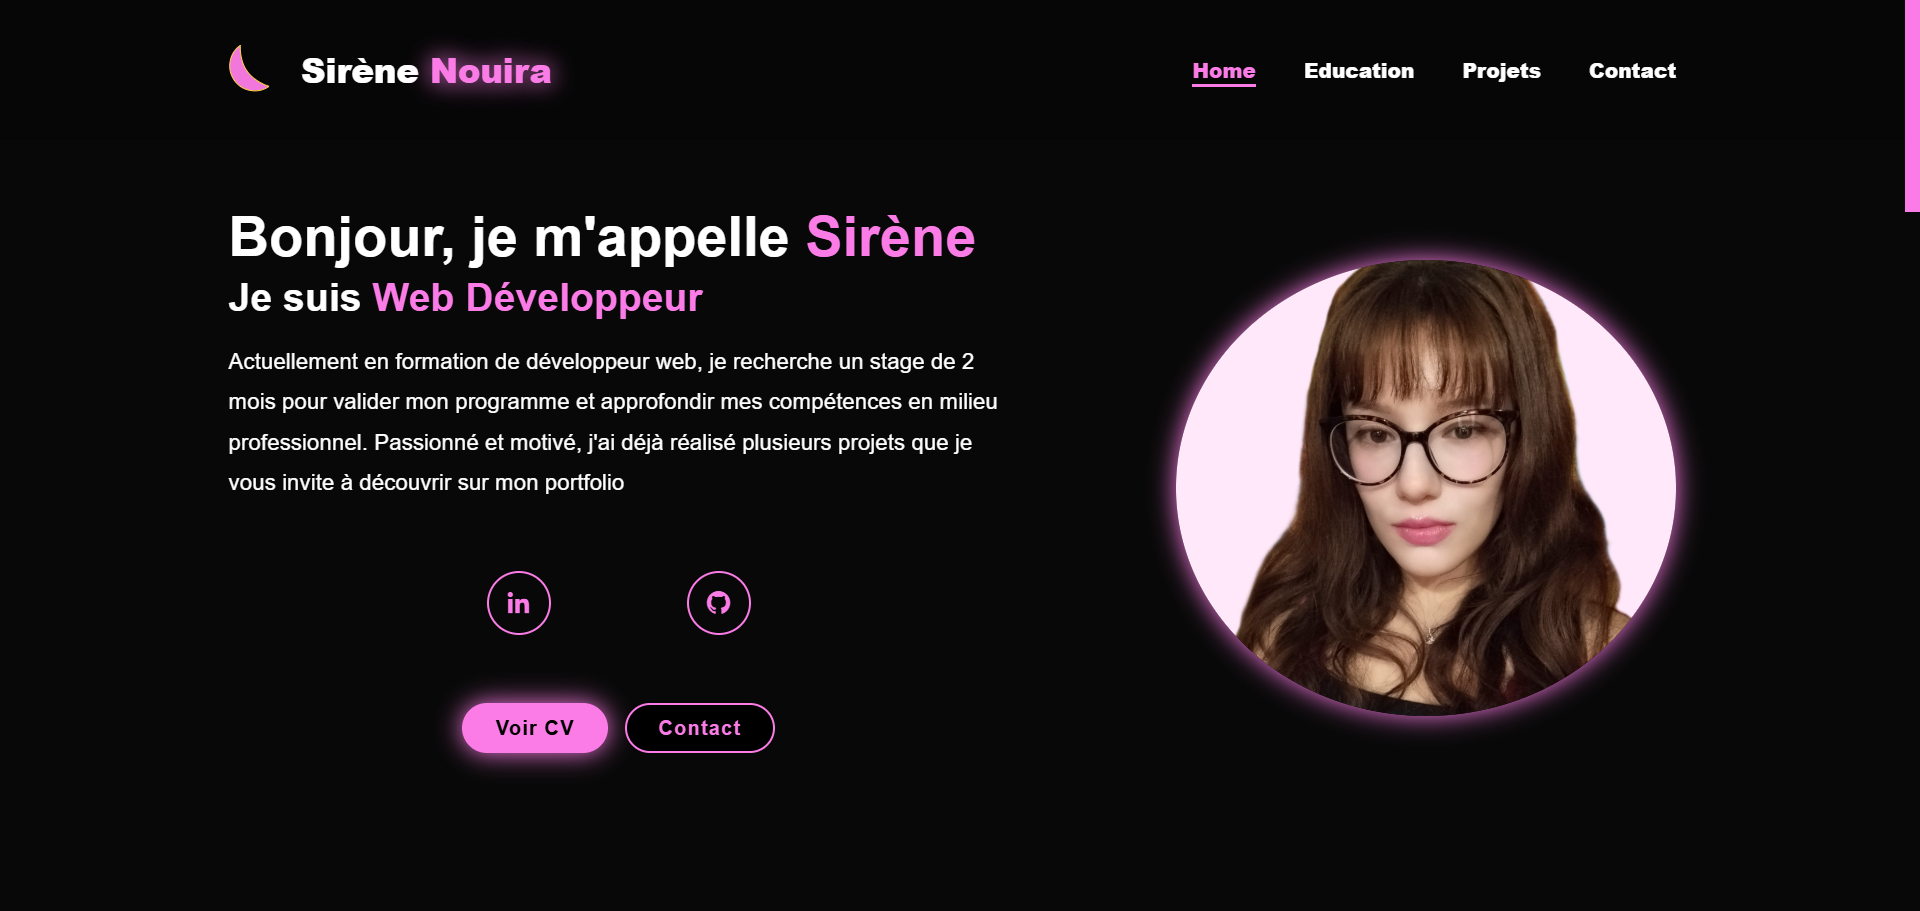 Sirène Nouira
Home
Education
Projets
Contact
Bonjour, je m'appelle Sirène
Je suis Web Développeur
Actuellement en formation de développeur web, je recherche un stage de 2
mois pour valider mon programme et approfondir mes compétences en milieu
professionnel. Passionné et motivé, j'ai déjà réalisé plusieurs projets que je
vous invite à découvrir sur mon portfolio
in
Voir CV
Contact